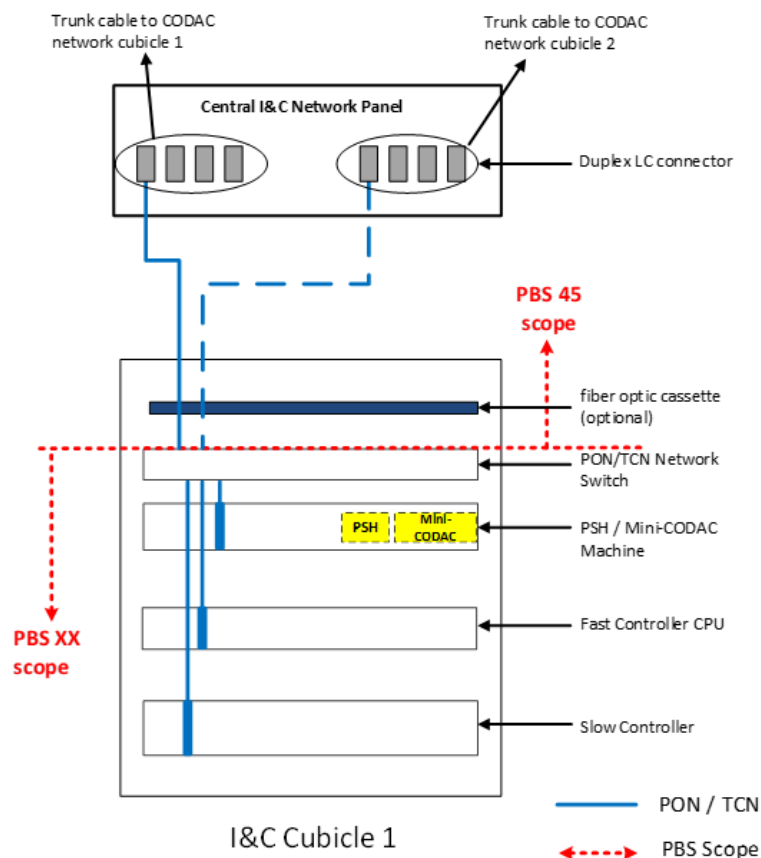 Trunk cable to CODAC
network cubicle 1
Trunk cable to CODAC
network cubicle 2
Central I&C Network Panel
Duplex LC connector
PBS 45
scope
fiber optic cassette
(optional)
PON/TCN Network
Switch
PSH
Mini-
CODAC
PSH / Mini-CODAC
Machine
PBS XX
scope
Fast Controller CPU
Slow Controller
PON / TCN
I&C Cubicle 1
PBS Scope